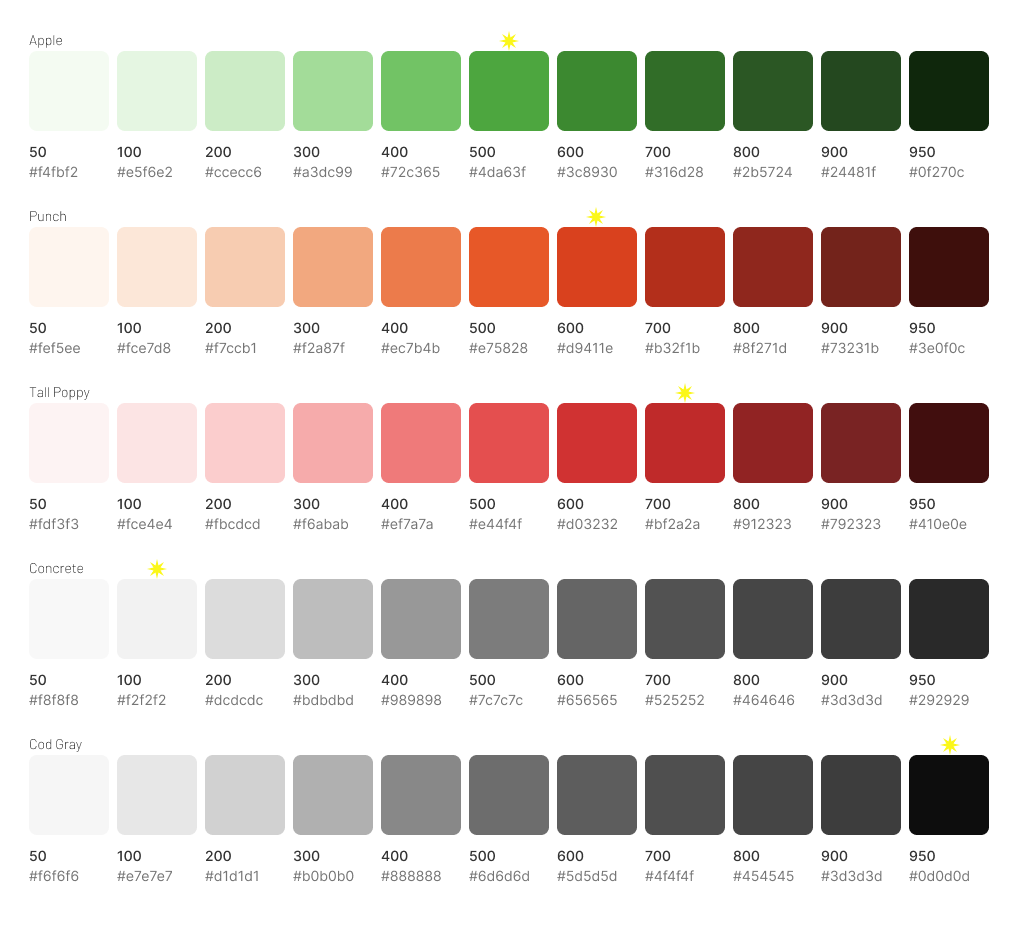 Apple
50 100 200 300 400 500 600 700 800 900 950
#f4fbf2 #e5f6e2 #ccecc6 #a3dc99 #72c365 #4da63f #3c8930 #316d28 #2b5724 #24481f #0f270c
Punch
50 100 200 300 400 500 600 700 800 900 950
#fef5ee #fce7d8 #f7ccb1 #f2a87f #ec7b4b #e75828 #d9411e #b32f1b #8f271d #73231b #3e0f0c
Tall Poppy
50 100 200 300 400 500 600 700 800 900 950
#fdf3f3 #fce4e4 #fbcdcd #f6abab #ef7a7a #e44f4f #d03232 #bf2a2a #912323 #792323 #410e0e
Concrete
50 100 200 300 400 500 600 700 800 900 950
#f8f8f8 #f2f2f2 #dcdcdc #bdbdbd #989898 #7c7c7c #656565 #525252 #464646 #3d3d3d #292929
Cod Gray
50 100 200 300 400 500 600 700 800 900 950
#f6f6f6 #e7e7e7 #d1d1d1 #b0b0b0 #888888 #6d6d6d #5d5d5d #4f4f4f #454545 #3d3d3d #0d0d0d